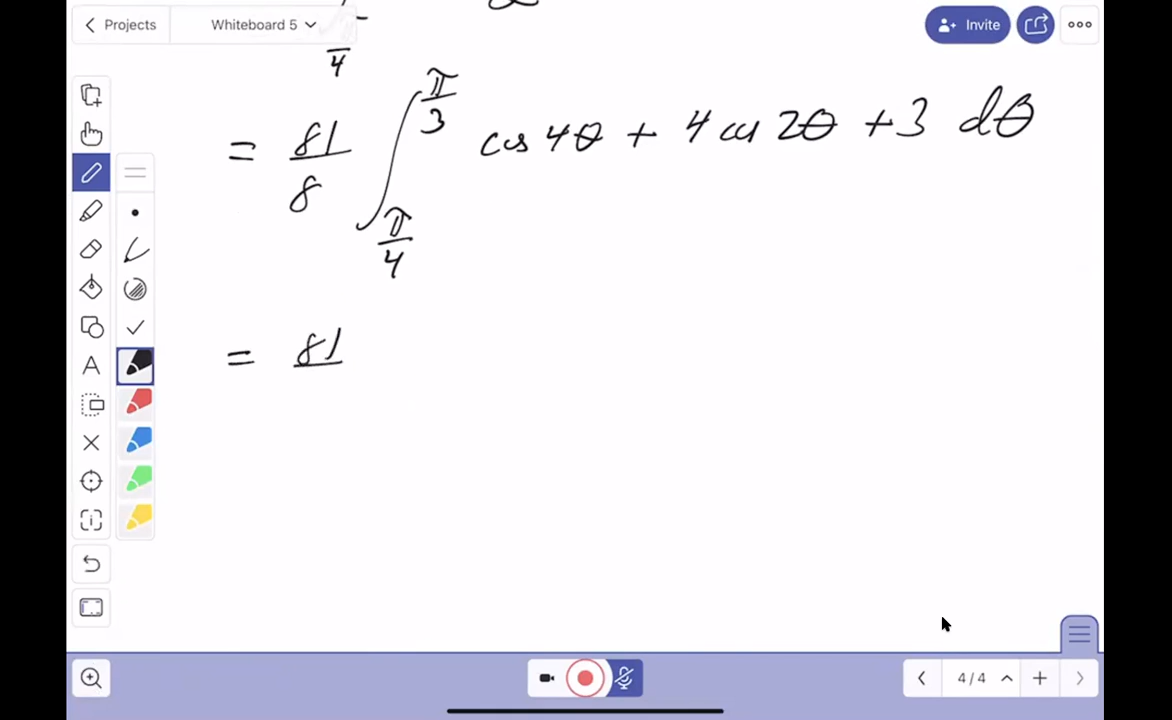 Projects
Whiteboard 5
Invite
π/4
= 81/8 ∫_{π/4}^{π/3} cos 4θ + 4 cos 2θ + 3 dθ
= 81
A
4/4